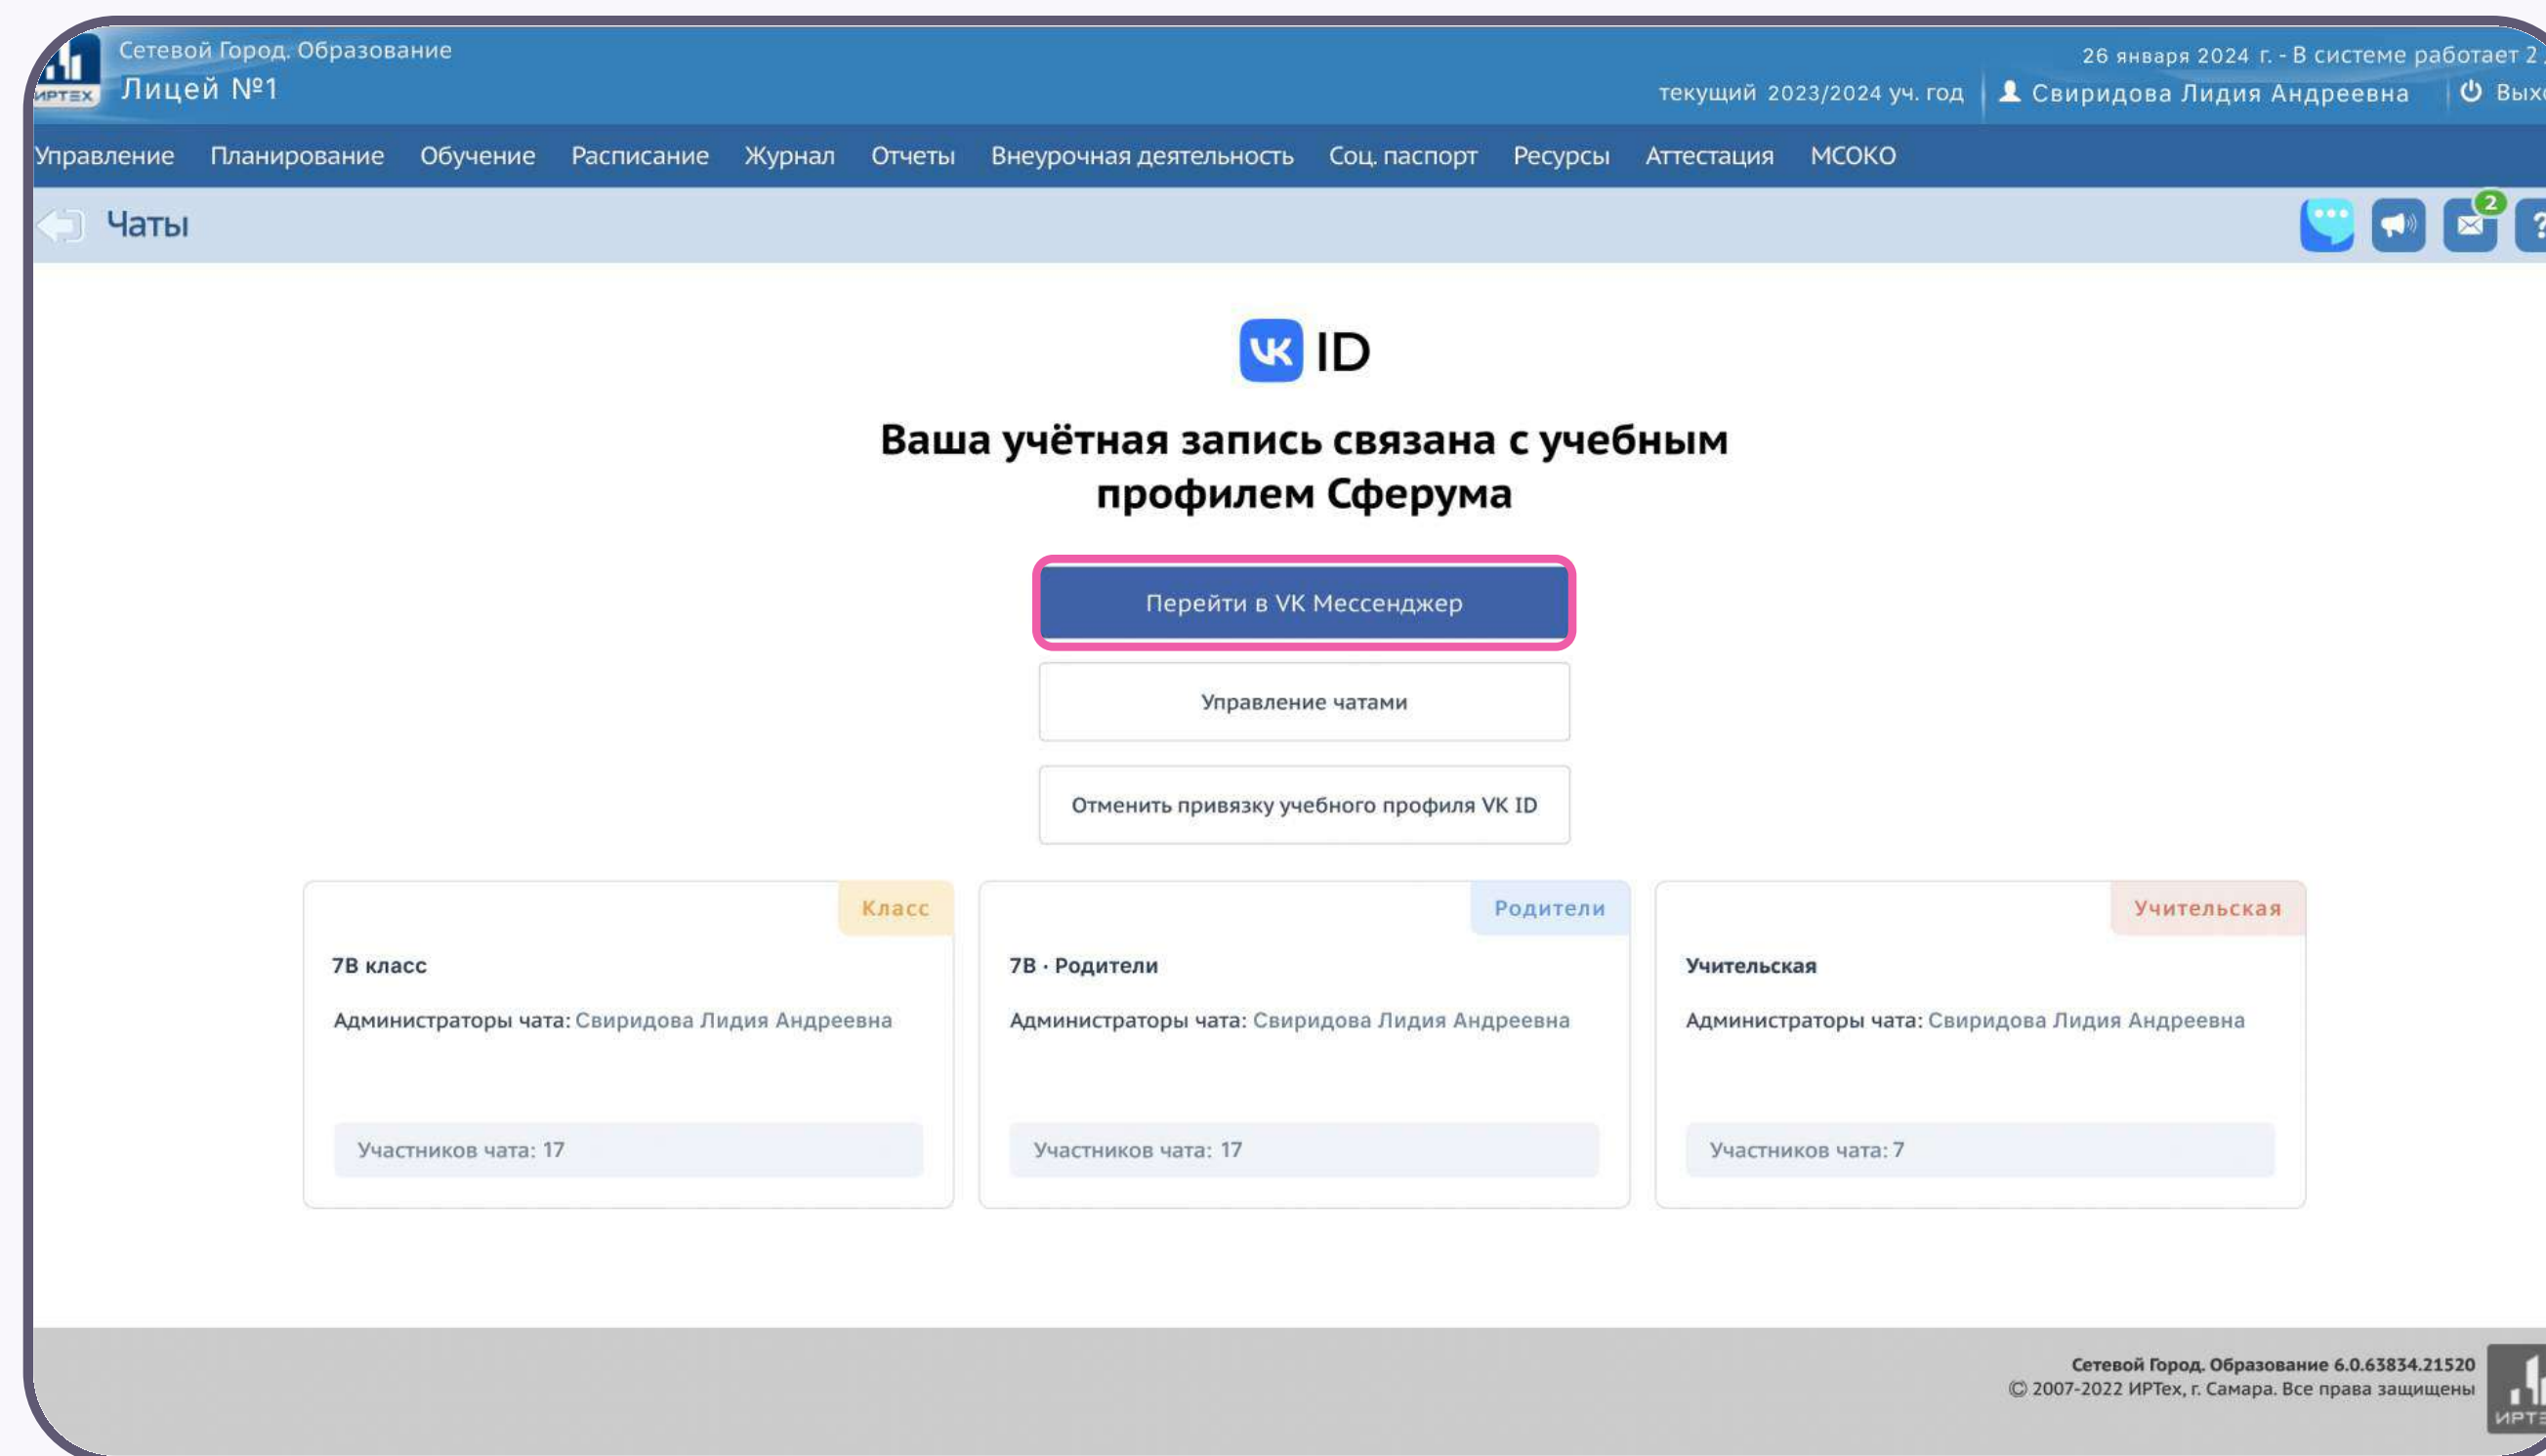 Сетевой Город. Образование
26 января 2024 г. - В системе работает 2
ИРТЕХ
Лицей №1
текущий 2023/2024 уч. год
Свиридова Лидия Андреевна
Управление Планирование Обучение Расписание Журнал Отчеты Внеурочная деятельность Соц. паспорт Ресурсы Аттестация МСОКО
Чаты
2
?
VK ID
Ваша учётная запись связана с учебным
профилем Сферума
Перейти в VK Мессенджер
Управление чатами
Отменить привязку учебного профиля VK ID
Класс
7В класс
Администраторы чата: Свиридова Лидия Андреевна
Участников чата: 17
Родители
7В · Родители
Администраторы чата: Свиридова Лидия Андреевна
Участников чата: 17
Учительская
Учительская
Администраторы чата: Свиридова Лидия Андреевна
Участников чата: 7
Сетевой Город. Образование 6.0.63834.21520
© 2007-2022 ИРТех, г. Самара. Все права защищены